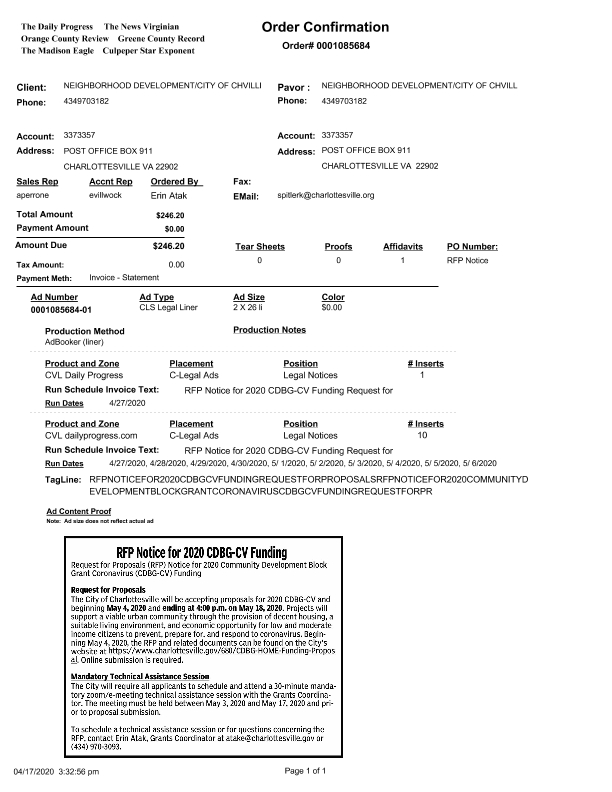 The Daily Progress The News Virginian
Orange County Review Greene County Record
The Madison Eagle Culpeper Star Exponent
Order Confirmation
Order# 0001085684
Client: NEIGHBORHOOD DEVELOPMENT/CITY OF CHVILLI Payor : NEIGHBORHOOD DEVELOPMENT/CITY OF CHVILL
Phone: 4349703182 Phone: 4349703182
Account: 3373357 Account: 3373357
Address: POST OFFICE BOX 911 Address: POST OFFICE BOX 911
CHARLOTTESVILLE VA 22902 CHARLOTTESVILLE VA 22902
Sales Rep Accnt Rep Ordered By Fax:
aperrone evillwock Erin Atak EMail: spitlerk@charlottesville.org
Total Amount $246.20
Payment Amount $0.00
Amount Due $246.20 Tear Sheets Proofs Affidavits PO Number:
Tax Amount: 0.00 0 0 1 RFP Notice
Payment Meth: Invoice - Statement
Ad Number Ad Type Ad Size Color
0001085684-01 CLS Legal Liner 2 X 26 li $0.00
Production Method Production Notes
AdBooker (liner)
Product and Zone Placement Position # Inserts
CVL Daily Progress C-Legal Ads Legal Notices 1
Run Schedule Invoice Text: RFP Notice for 2020 CDBG-CV Funding Request for
Run Dates 4/27/2020
Product and Zone Placement Position # Inserts
CVL dailyprogress.com C-Legal Ads Legal Notices 10
Run Schedule Invoice Text: RFP Notice for 2020 CDBG-CV Funding Request for
Run Dates 4/27/2020, 4/28/2020, 4/29/2020, 4/30/2020, 5/ 1/2020, 5/ 2/2020, 5/ 3/2020, 5/ 4/2020, 5/ 5/2020, 5/ 6/2020
TagLine: RFPNOTICEFOR2020CDBGCVFUNDINGREQUESTFORPROPOSALSRFPNOTICEFOR2020COMMUNITYD
EVELOPMENTBLOCKGRANTCORONAVIRUSCDBGCVFUNDINGREQUESTFORPR
Ad Content Proof
Note: Ad size does not reflect actual ad
RFP Notice for 2020 CDBG-CV Funding
Request for Proposals (RFP) Notice for 2020 Community Development Block
Grant Coronavirus (CDBG-CV) Funding
Request for Proposals
The City of Charlottesville will be accepting proposals for 2020 CDBG-CV and
beginning May 4, 2020 and ending at 4:00 p.m. on May 18, 2020. Projects will
support a viable urban community through the provision of decent housing, a
suitable living environment, and economic opportunity for low and moderate
income citizens to prevent, prepare for, and respond to coronavirus. Begin-
ning May 4, 2020, the RFP and related documents can be found on the City's
website at https://www.charlottesville.gov/680/CDBG-HOME-Funding-Propos
al. Online submission is required.
Mandatory Technical Assistance Session
The City will require all applicants to schedule and attend a 30-minute manda-
tory zoom/e-meeting technical assistance session with the Grants Coordina-
tor. The meeting must be held between May 3, 2020 and May 17, 2020 and pri-
or to proposal submission.
To schedule a technical assistance session or for questions concerning the
RFP, contact Erin Atak, Grants Coordinator at atake@charlottesville.gov or
(434) 970-3093.
04/17/2020 3:32:56 pm Page 1 of 1